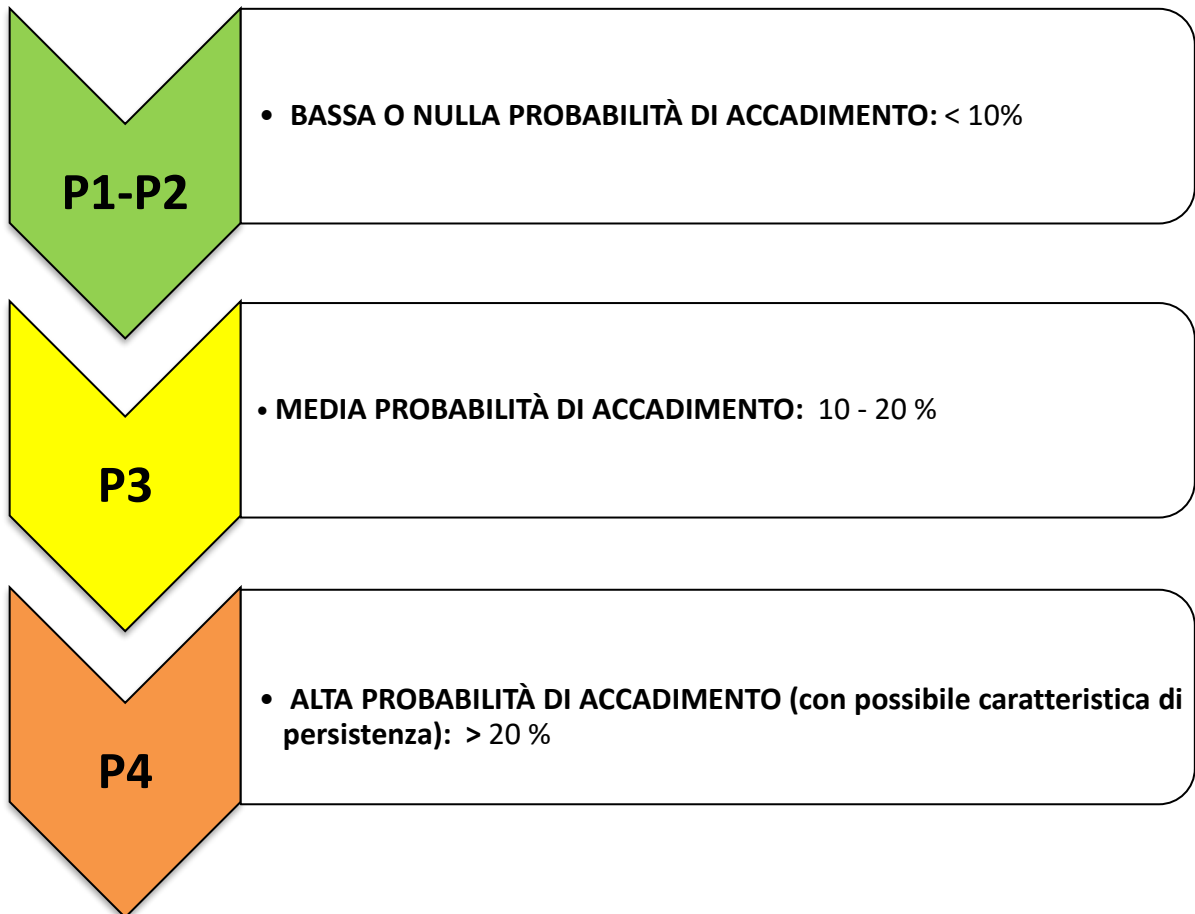 P1-P2
• BASSA O NULLA PROBABILITÀ DI ACCADIMENTO: < 10%
P3
• MEDIA PROBABILITÀ DI ACCADIMENTO: 10 - 20 %
P4
• ALTA PROBABILITÀ DI ACCADIMENTO (con possibile caratteristica di
persistenza): > 20 %